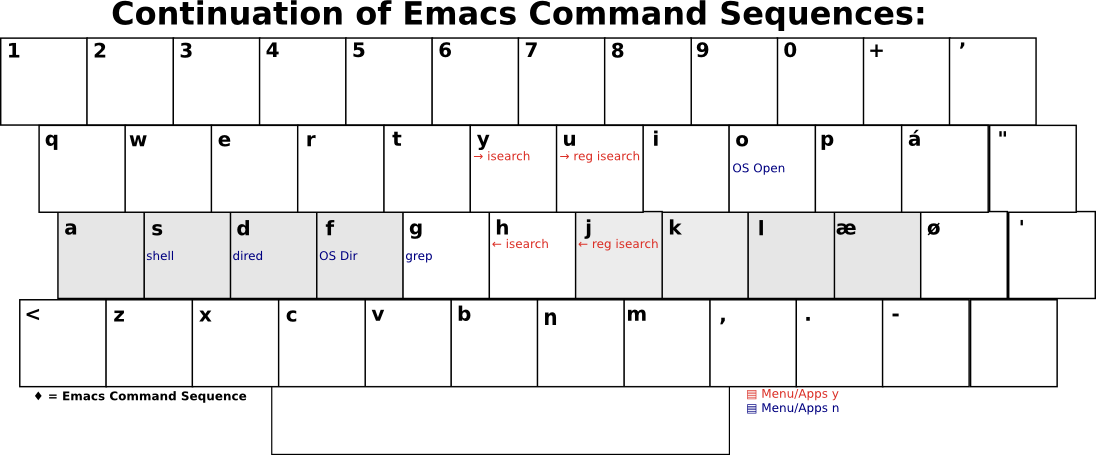 Continuation of Emacs Command Sequences:
1 2 3 4 5 6 7 8 9 0 + ’
q w e r t y u i o p á "
→ isearch → reg isearch
OS Open
a s d f g h j k l æ ø '
← isearch ← reg isearch
shell dired OS Dir grep
< z x c v b n m , . -
♦ = Emacs Command Sequence
▤ Menu/Apps y
▤ Menu/Apps n